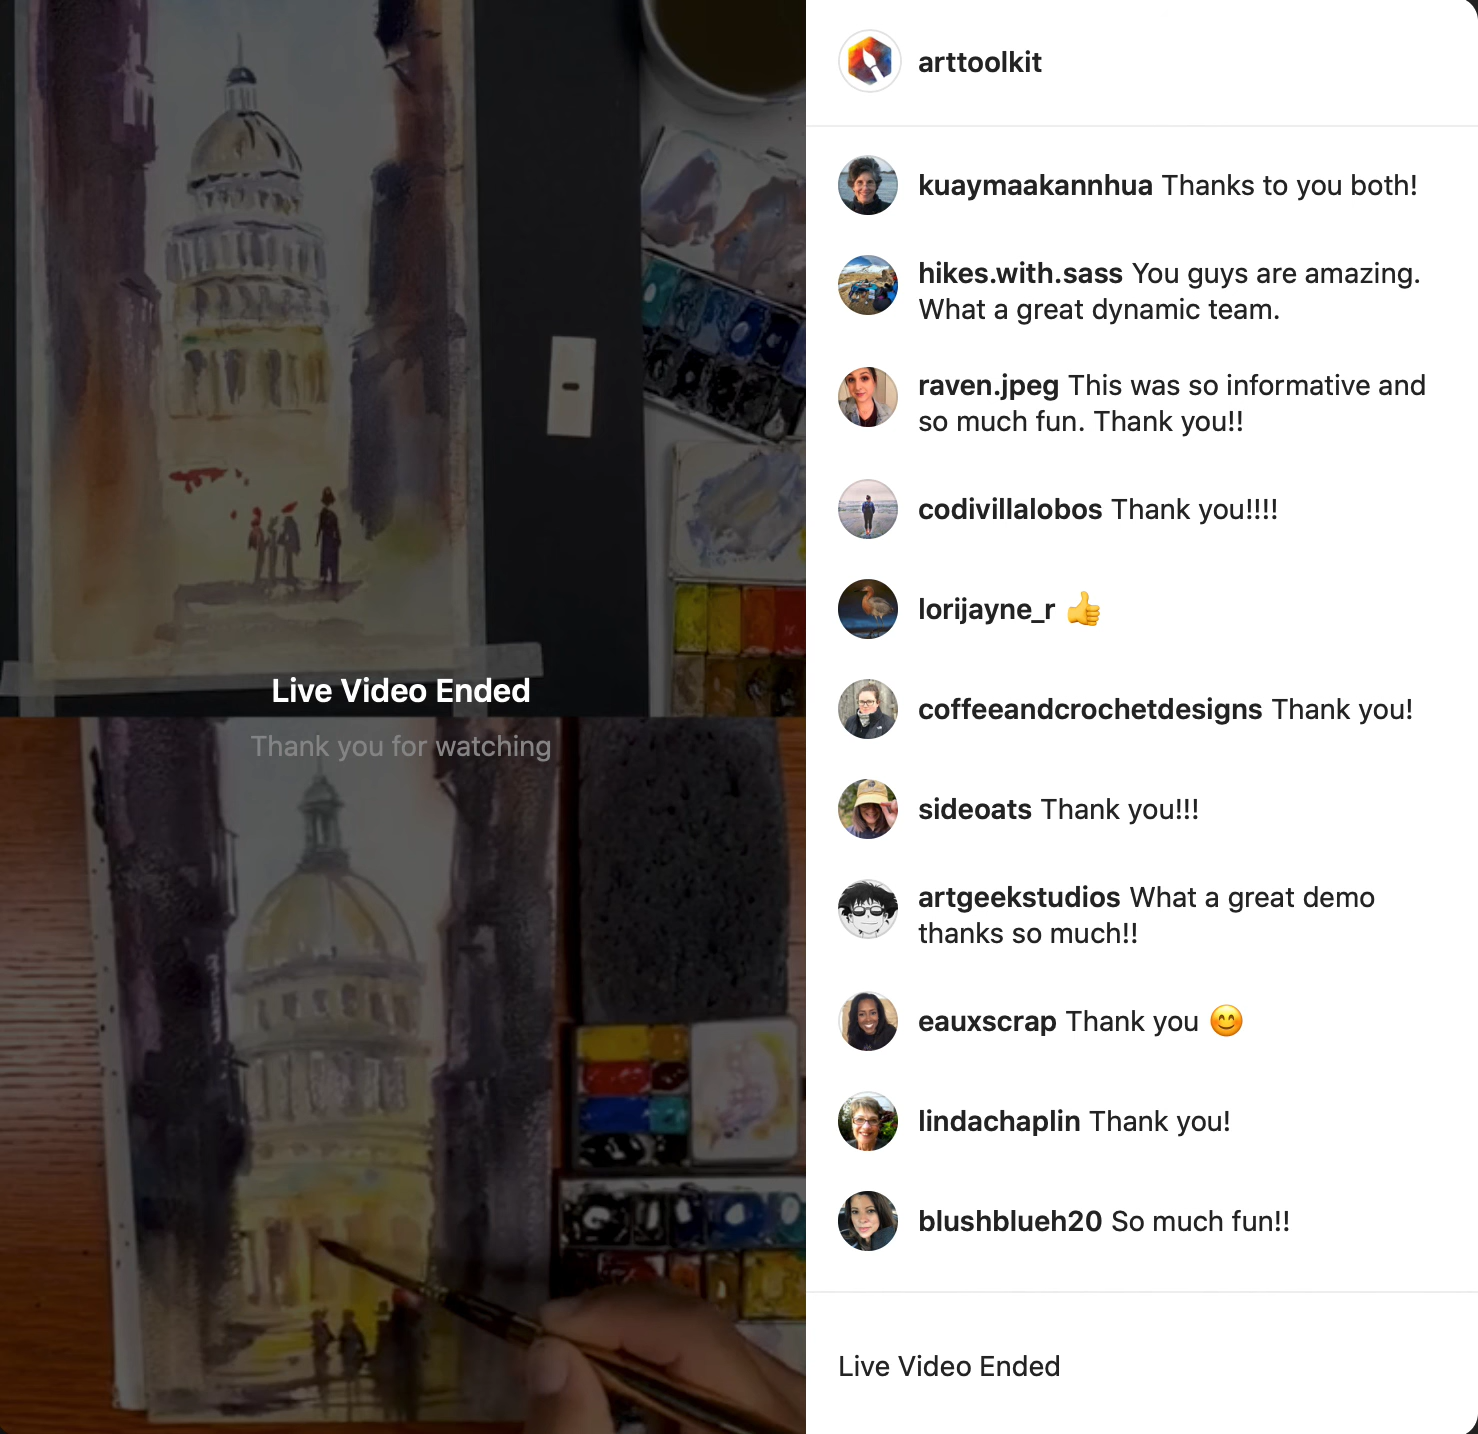 Live Video Ended
Thank you for watching
arttoolkit
kuaymaakannhua Thanks to you both!
hikes.with.sass You guys are amazing.
What a great dynamic team.
raven.jpeg This was so informative and
so much fun. Thank you!!
codivillalobos Thank you!!!!
lorijayne_r 👍
coffeeandcrochetdesigns Thank you!
sideoats Thank you!!!
artgeekstudios What a great demo
thanks so much!!
eauxscrap Thank you 😊
lindachaplin Thank you!
blushblueh20 So much fun!!
Live Video Ended